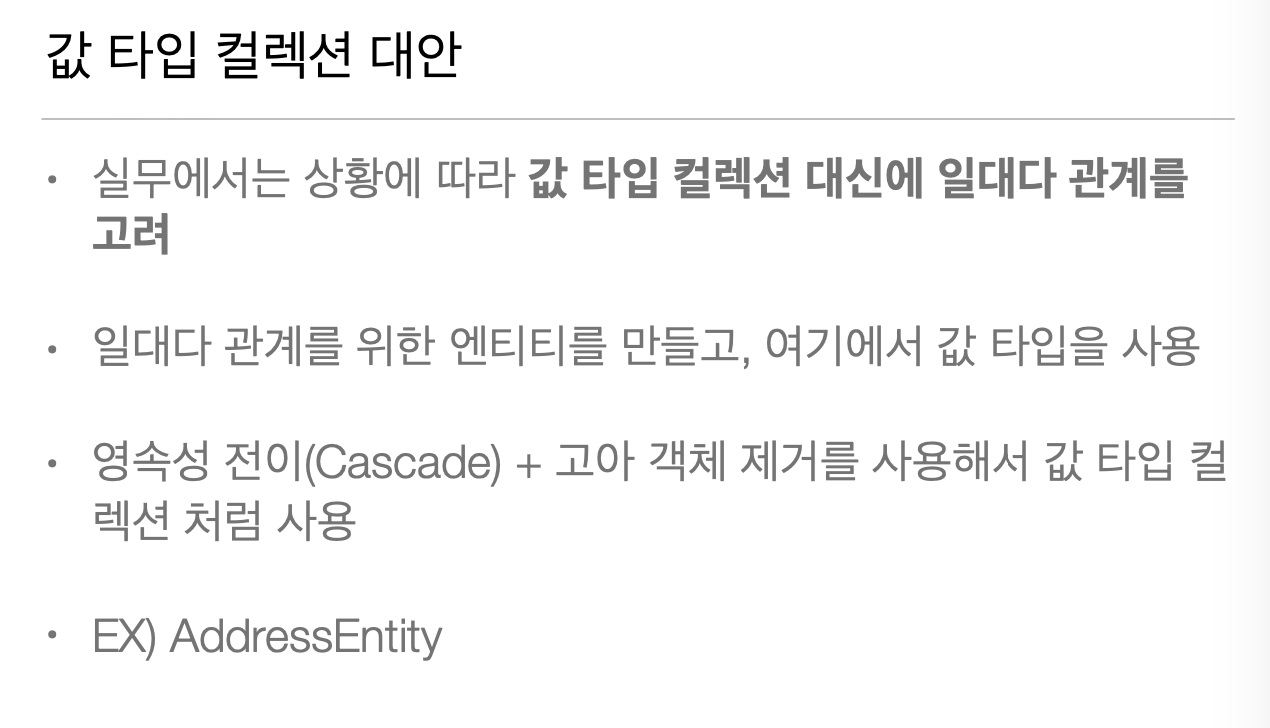 값 타입 컬렉션 대안
• 실무에서는 상황에 따라 값 타입 컬렉션 대신에 일대다 관계를
고려
• 일대다 관계를 위한 엔티티를 만들고, 여기에서 값 타입을 사용
• 영속성 전이(Cascade) + 고아 객체 제거를 사용해서 값 타입 컬
렉션 처럼 사용
• EX) AddressEntity